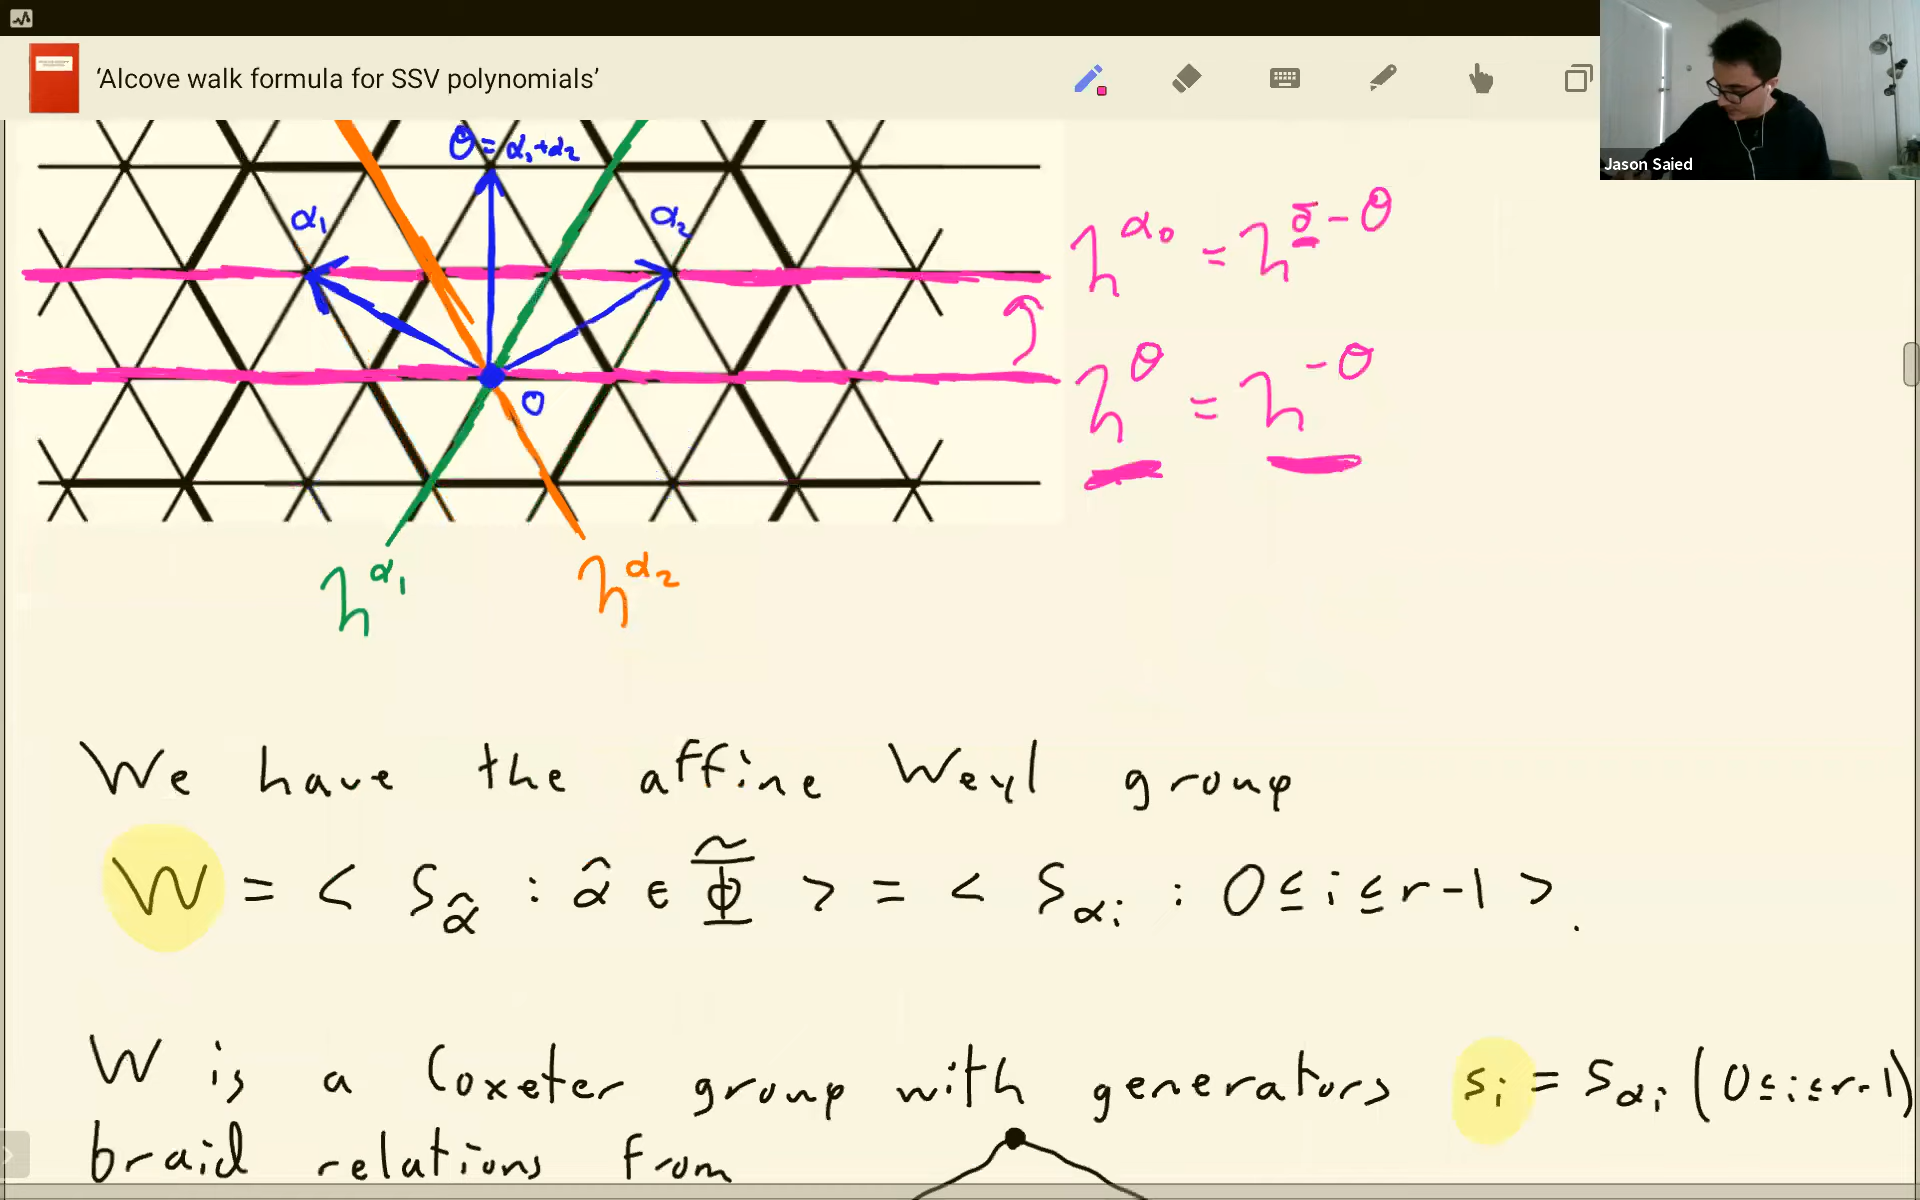 ‘Alcove walk formula for SSV polynomials’
Jason Saied
θ = α₁+α₂
α₁
α₂
h^{α₀} = h^{δ-θ}
h^{θ} = h^{-θ}
0
h^{α₁}
h^{α₂}
We have the affine Weyl group
W = < S_{α̂} : α̂ ∈ Φ̃ > = < S_{αᵢ} : 0 ≤ i ≤ r-1 > .
W is a Coxeter group with generators sᵢ = S_{αᵢ} (0≤i≤r-1)
braid relations from